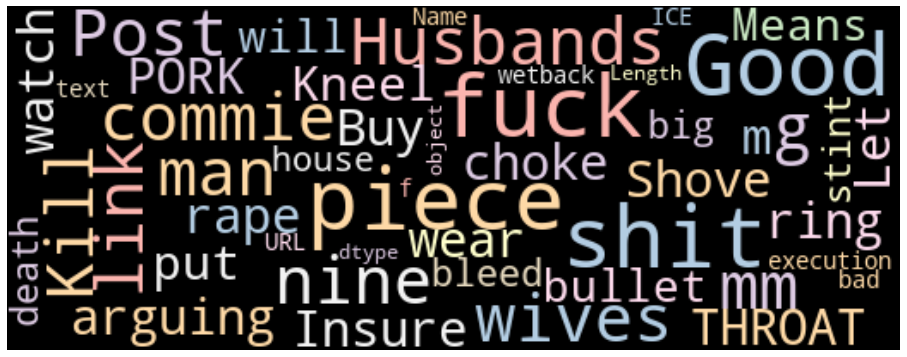 Name ICE
Post will Husbands Means
watch Good
text PORK Kneel wetback Length
commie Buy fuck big m g stint Let
object
Kill link man house choke Shove
f piece
rape shit ring
death URL dtype wear execution
put nine bleed bullet mm bad
arguing Insure wives THROAT